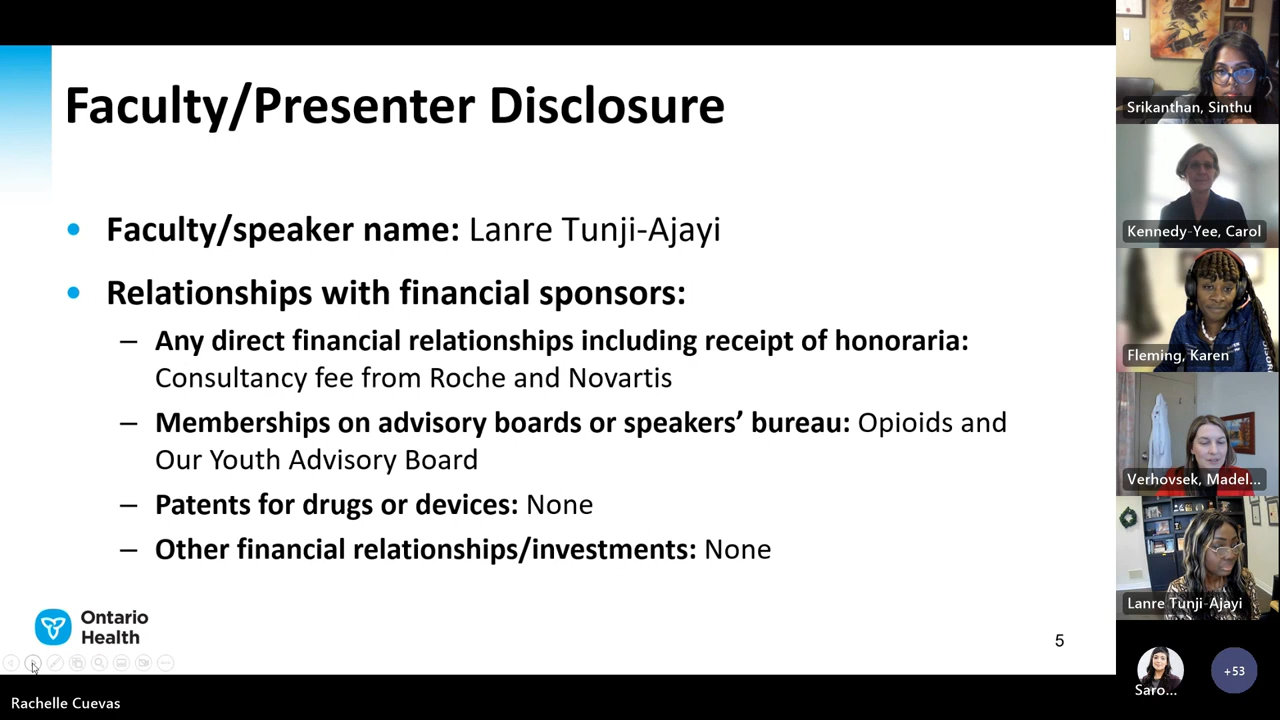 Faculty/Presenter Disclosure
• Faculty/speaker name: Lanre Tunji-Ajayi
• Relationships with financial sponsors:
– Any direct financial relationships including receipt of honoraria:
Consultancy fee from Roche and Novartis
– Memberships on advisory boards or speakers’ bureau: Opioids and
Our Youth Advisory Board
– Patents for drugs or devices: None
– Other financial relationships/investments: None
Ontario
Health
5
Rachelle Cuevas
Srikanthan, Sinthu
Kennedy-Yee, Carol
Fleming, Karen
Verhovsek, Madel...
Lanre Tunji-Ajayi
Saro...
+53